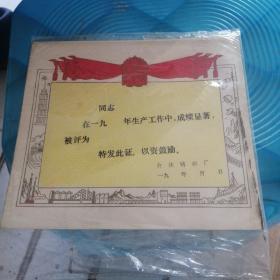 同志
在一九　　年生产工作中，成绩显著，
被评为
特发此证，以资鼓励。
一九　年　月　日